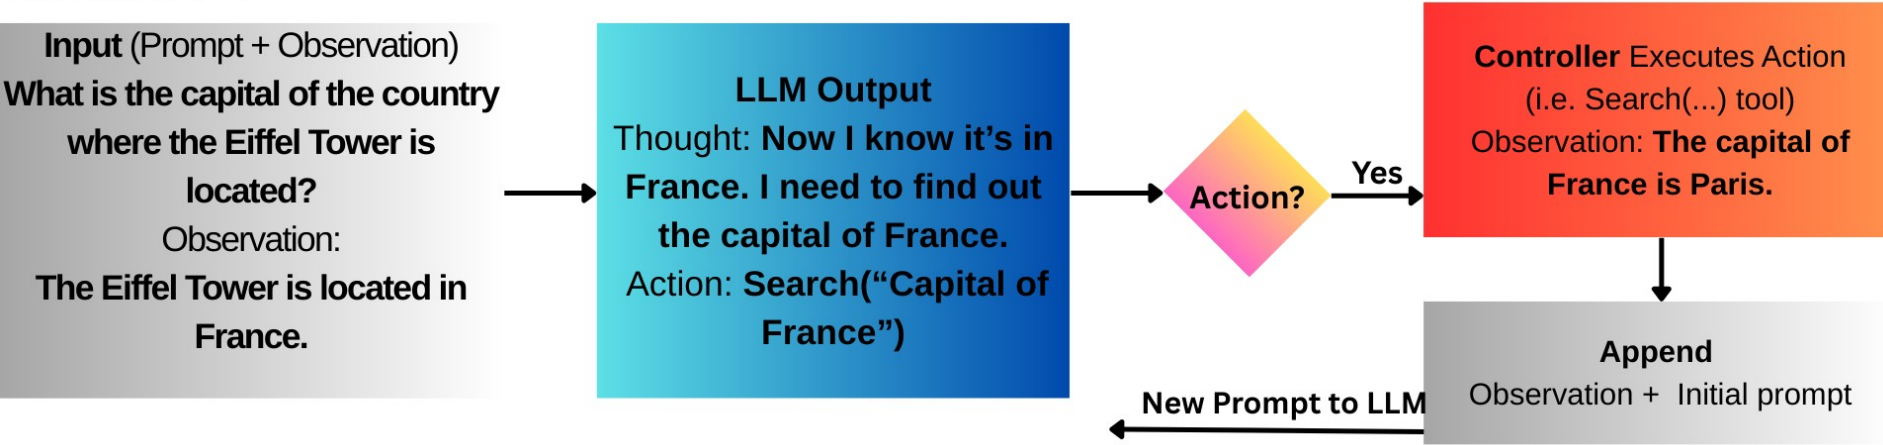 Input (Prompt + Observation)
What is the capital of the country
where the Eiffel Tower is
located?
Observation:
The Eiffel Tower is located in
France.
LLM Output
Thought: Now I know it’s in
France. I need to find out
the capital of France.
Action: Search(“Capital of
France”)
Action?
Yes
Controller Executes Action
(i.e. Search(...) tool)
Observation: The capital of
France is Paris.
Append
Observation + Initial prompt
New Prompt to LLM